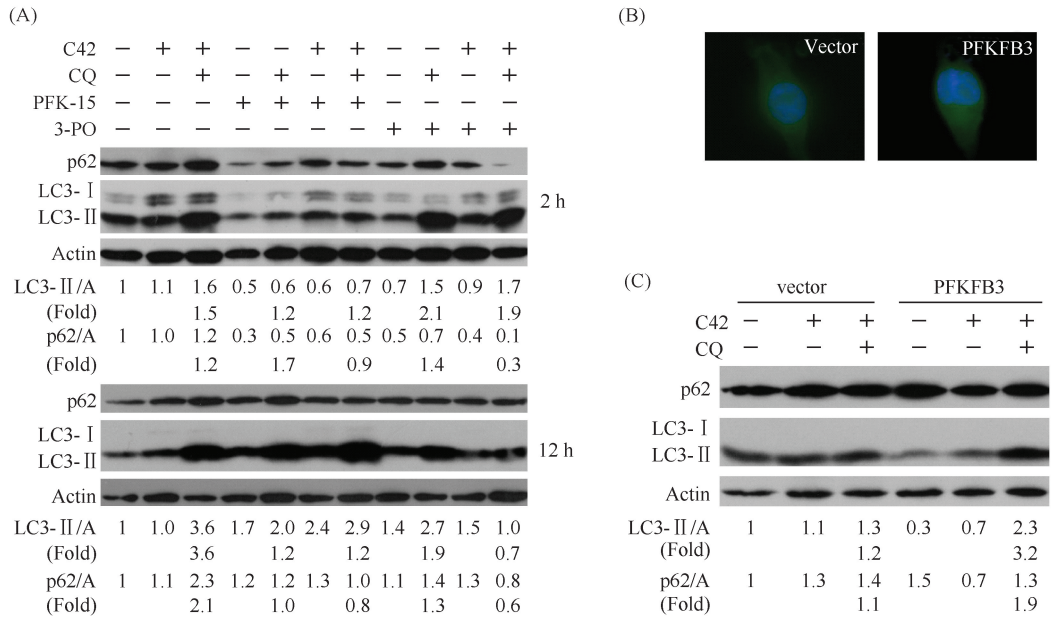 (A)
C42 − + + − − + + − − + +
CQ − − + − + − + − + − +
PFK-15 − − − + + + + − − − −
3-PO − − − − − − − + + + +
p62
LC3-Ⅰ
LC3-Ⅱ
2 h
Actin
LC3-Ⅱ/A 1 1.1 1.6 0.5 0.6 0.6 0.7 0.7 1.5 0.9 1.7
(Fold) 1.5 1.2 1.2 2.1 1.9
p62/A 1 1.0 1.2 0.3 0.5 0.6 0.5 0.5 0.7 0.4 0.1
(Fold) 1.2 1.7 0.9 1.4 0.3
p62
LC3-Ⅰ
LC3-Ⅱ
12 h
Actin
LC3-Ⅱ/A 1 1.0 3.6 1.7 2.0 2.4 2.9 1.4 2.7 1.5 1.0
(Fold) 3.6 1.2 1.2 1.9 0.7
p62/A 1 1.1 2.3 1.2 1.2 1.3 1.0 1.1 1.4 1.3 0.8
(Fold) 2.1 1.0 0.8 1.3 0.6
(B)
Vector PFKFB3
(C)
vector PFKFB3
C42 − + + − + +
CQ − − + − − +
p62
LC3-Ⅰ
LC3-Ⅱ
Actin
LC3-Ⅱ/A 1 1.1 1.3 0.3 0.7 2.3
(Fold) 1.2 3.2
p62/A 1 1.3 1.4 1.5 0.7 1.3
(Fold) 1.1 1.9